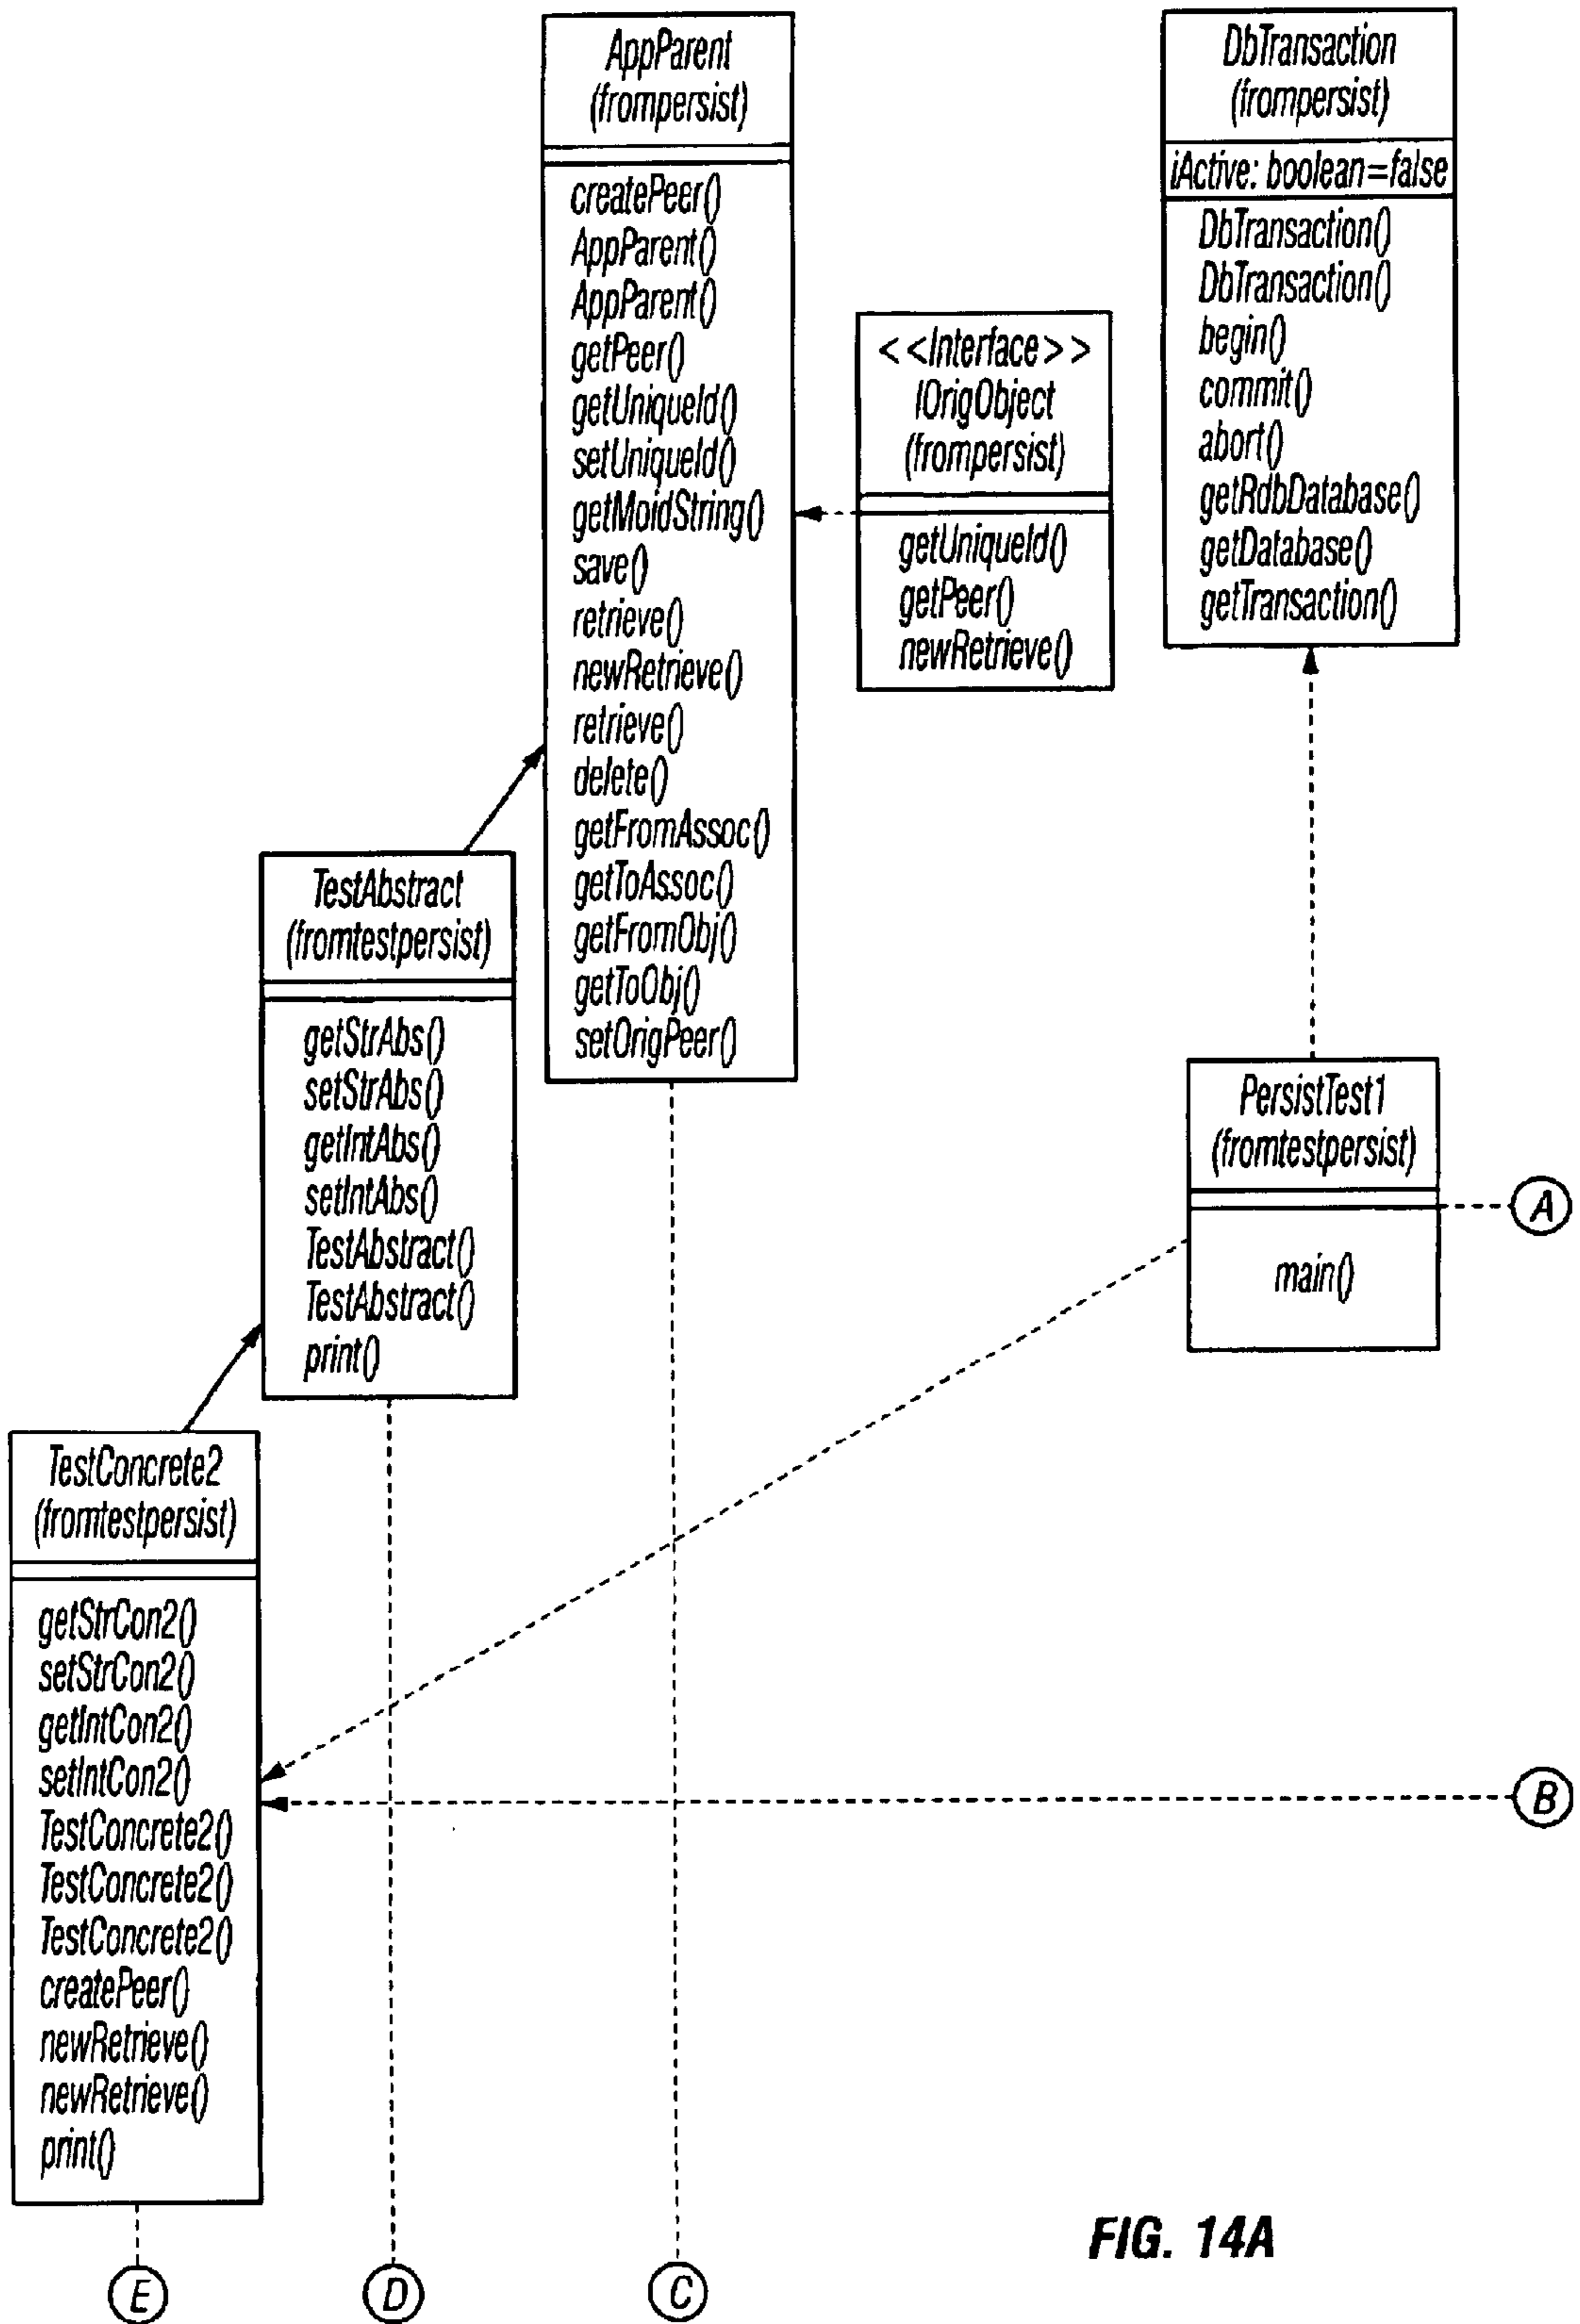 AppParent
(frompersist)
createPeer()
AppParent()
AppParent()
getPeer()
getUniqueId()
setUniqueId()
getMoidString()
save()
retrieve()
newRetrieve()
retrieve()
delete()
getFromAssoc()
getToAssoc()
getFromObj()
getToObj()
setOrigPeer()
DbTransaction
(frompersist)
iActive: boolean=false
DbTransaction()
DbTransaction()
begin()
commit()
abort()
getRdbDatabase()
getDatabase()
getTransaction()
<<Interface>>
IOrigObject
(frompersist)
getUniqueId()
getPeer()
newRetrieve()
TestAbstract
(fromtestpersist)
getStrAbs()
setStrAbs()
getIntAbs()
setIntAbs()
TestAbstract()
TestAbstract()
print()
PersistTest1
(fromtestpersist)
main()
A
TestConcrete2
(fromtestpersist)
getStrCon2()
setStrCon2()
getIntCon2()
setIntCon2()
TestConcrete2()
TestConcrete2()
TestConcrete2()
createPeer()
newRetrieve()
newRetrieve()
print()
B
E
D
C
FIG. 14A